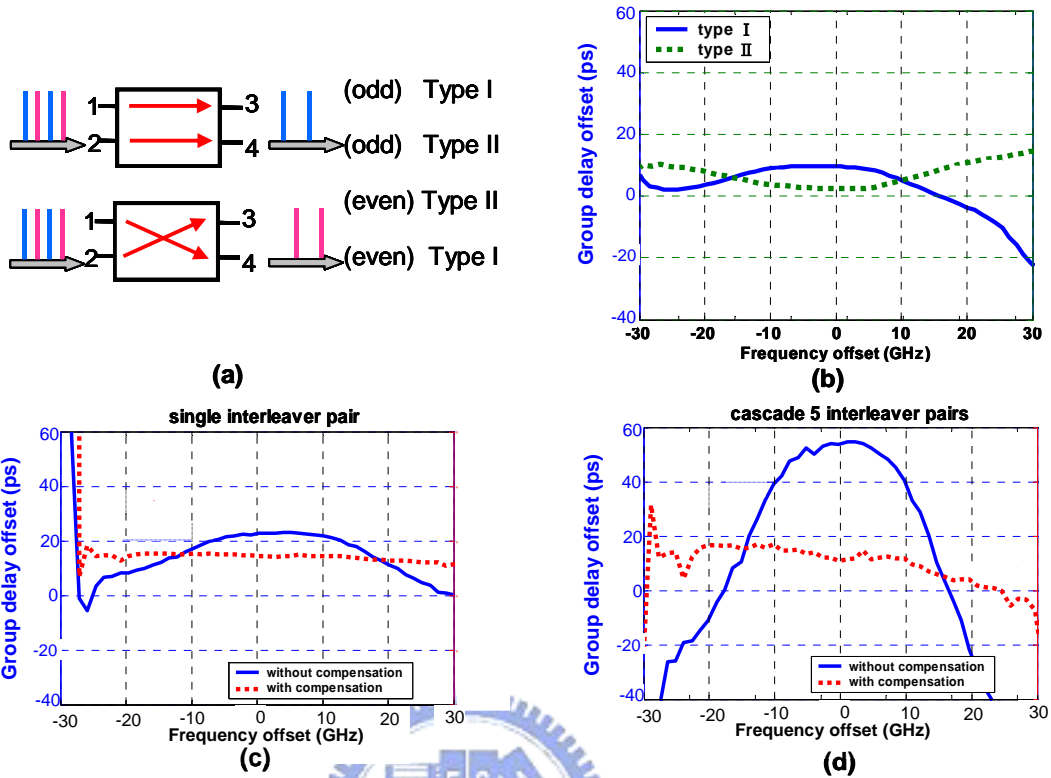 1
3
(odd) Type I
2
4
(odd) Type II
(even) Type II
1
3
2
4
(even) Type I
(a)
type I
type II
Group delay offset (ps)
60
40
20
0
-20
-40
-30
-20
-10
0
10
20
30
Frequency offset (GHz)
(b)
single interleaver pair
Group delay offset (ps)
60
40
20
0
-20
-40
without compensation
with compensation
-30
-20
-10
0
10
20
30
Frequency offset (GHz)
(c)
cascade 5 interleaver pairs
Group delay offset (ps)
60
40
20
0
-20
-40
without compensation
with compensation
-30
-20
-10
0
10
20
30
Frequency offset (GHz)
(d)